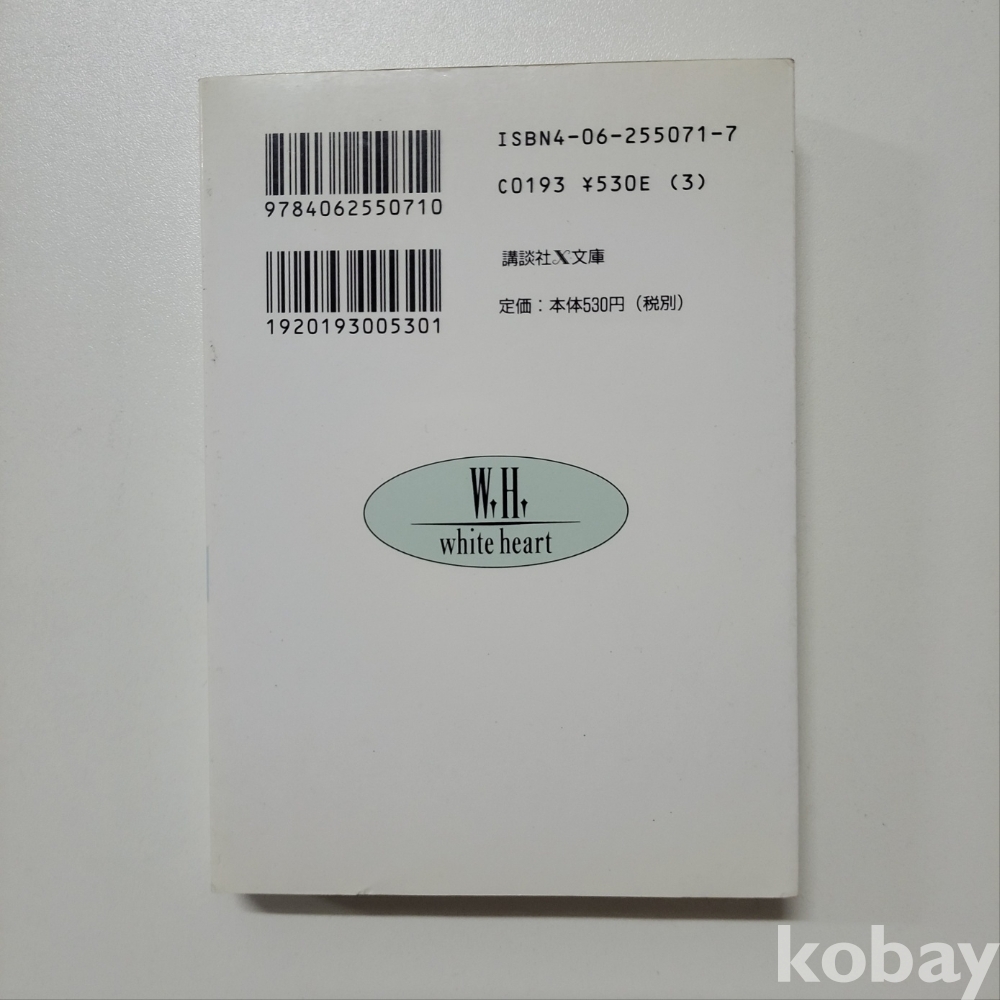 ISBN4-06-255071-7
9784062550710
C0193 ¥530E (3)
講談社X文庫
定価：本体530円（税別）
1920193005301
W.H.
white heart
kobay